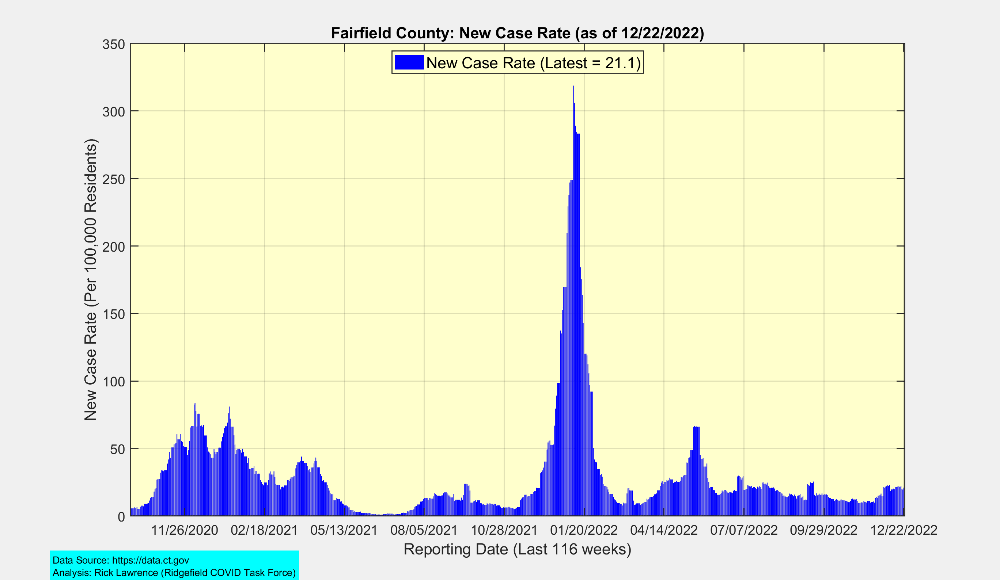 Fairfield County: New Case Rate (as of 12/22/2022)
New Case Rate (Latest = 21.1)
New Case Rate (Per 100,000 Residents)
350
300
250
200
150
100
50
0
11/26/2020 02/18/2021 05/13/2021 08/05/2021 10/28/2021 01/20/2022 04/14/2022 07/07/2022 09/29/2022 12/22/2022
Reporting Date (Last 116 weeks)
Data Source: https://data.ct.gov
Analysis: Rick Lawrence (Ridgefield COVID Task Force)